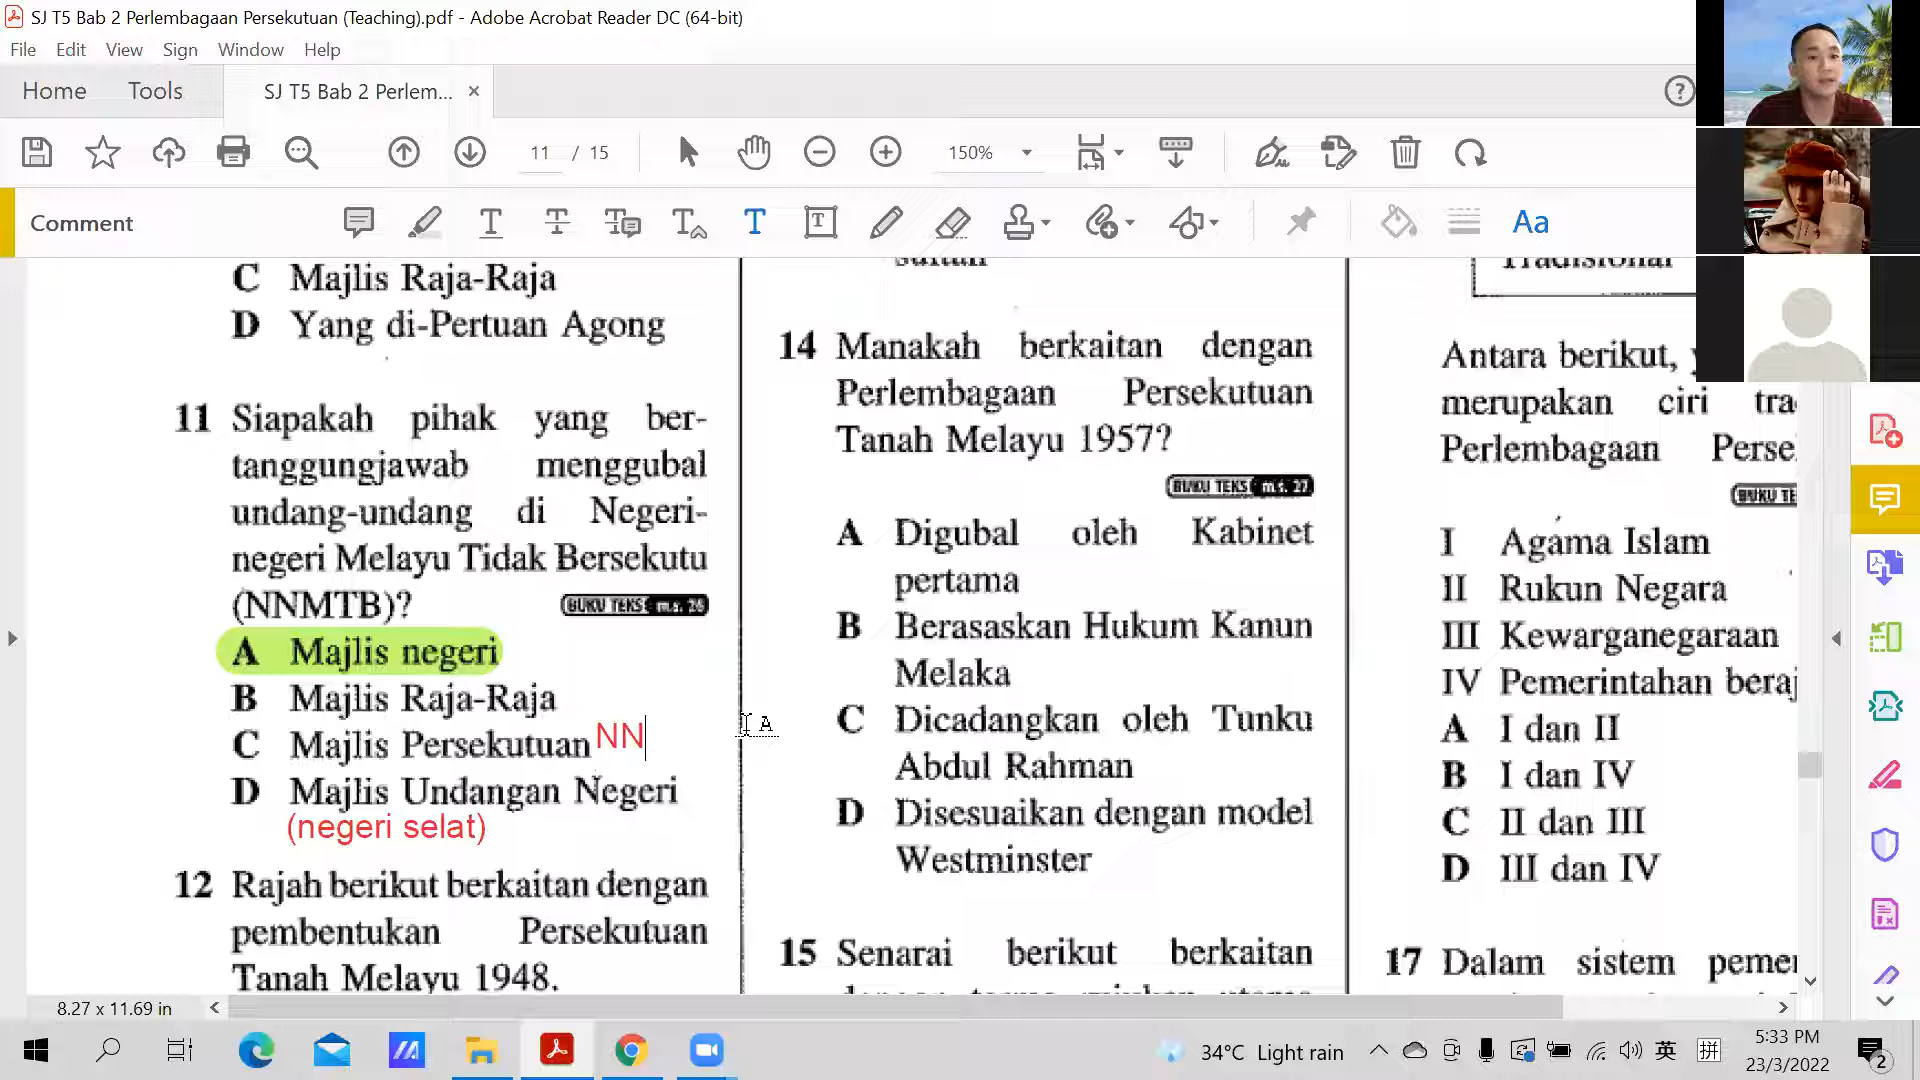 SJ T5 Bab 2 Perlembagaan Persekutuan (Teaching).pdf - Adobe Acrobat Reader DC (64-bit)
File Edit View Sign Window Help
Home Tools SJ T5 Bab 2 Perlem... ×
11 / 15 150%
Comment
Aa
C Majlis Raja-Raja
D Yang di-Pertuan Agong
11 Siapakah pihak yang ber-
tanggungjawab menggubal
undang-undang di Negeri-
negeri Melayu Tidak Bersekutu
(NNMTB)?
BUKU TEKS m.s. 26
A Majlis negeri
B Majlis Raja-Raja
C Majlis Persekutuan NN
D Majlis Undangan Negeri
(negeri selat)
12 Rajah berikut berkaitan dengan
pembentukan Persekutuan
Tanah Melayu 1948.
sultan
14 Manakah berkaitan dengan
Perlembagaan Persekutuan
Tanah Melayu 1957?
BUKU TEKS m.s. 27
A Digubal oleh Kabinet
pertama
B Berasaskan Hukum Kanun
Melaka
C Dicadangkan oleh Tunku
Abdul Rahman
D Disesuaikan dengan model
Westminster
15 Senarai berikut berkaitan
Tradisional
Antara berikut,
merupakan ciri tra
Perlembagaan Perse
BUKU TE
I Agama Islam
II Rukun Negara
III Kewarganegaraan
IV Pemerintahan beraj
A I dan II
B I dan IV
C II dan III
D III dan IV
17 Dalam sistem pemer
8.27 x 11.69 in
34°C Light rain
英
拼
5:33 PM
23/3/2022
2